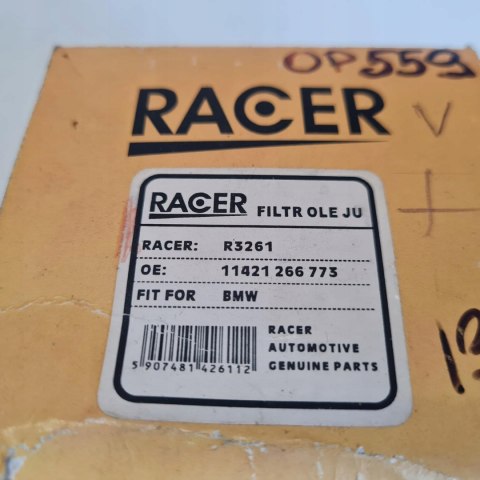 OP559
RACER
V
RACER FILTR OLE JU
RACER: R3261
OE: 11421 266 773
FIT FOR BMW
RACER
AUTOMOTIVE
GENUINE PARTS
5 907481 426112